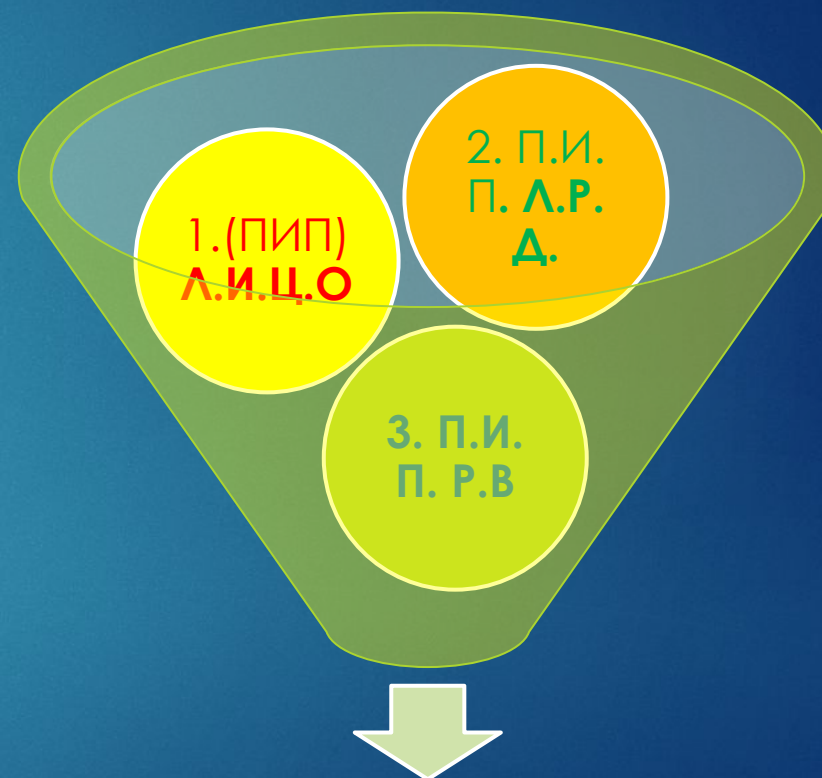 1.(ПИП)
Л.И.Ц.О
2. П.И.
П. Л.Р.
Д.
3. П.И.
П. Р.В